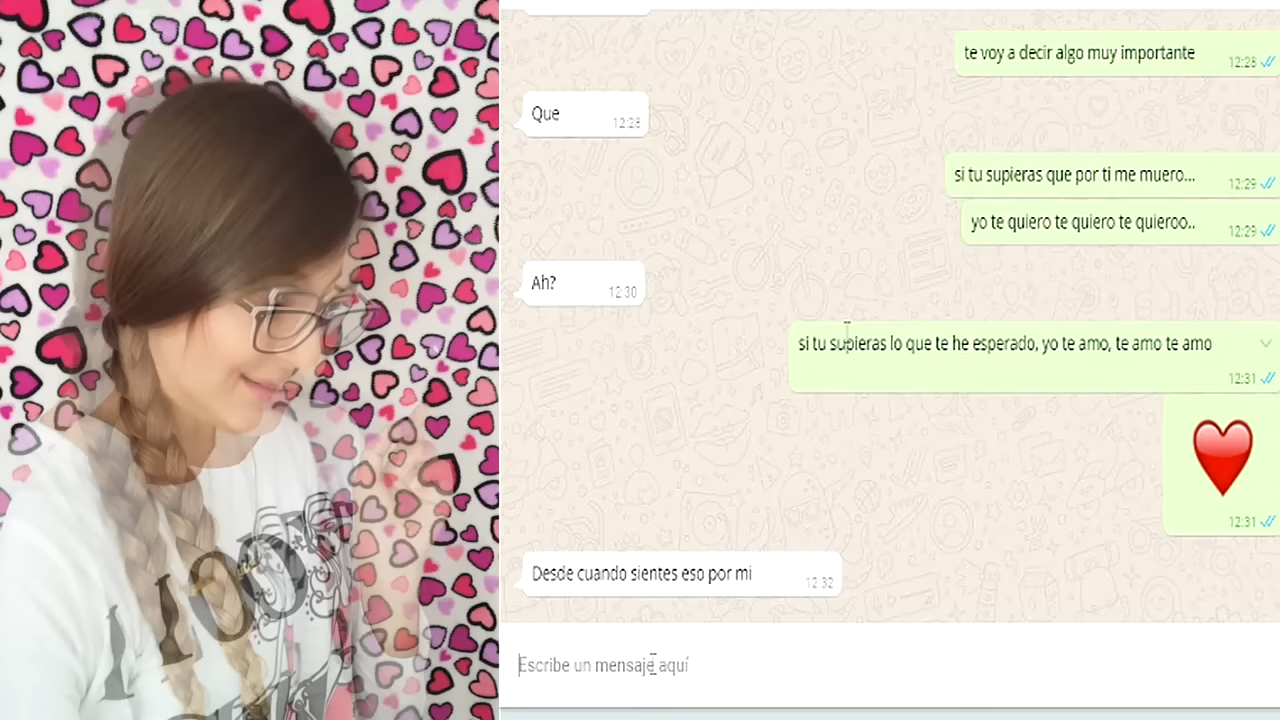 te voy a decir algo muy importante
12:28
Que
12:28
si tu supieras que por ti me muero...
12:29
yo te quiero te quiero te quieroo..
12:29
Ah?
12:30
si tu supieras lo que te he esperado, yo te amo, te amo te amo
12:31
12:31
Desde cuando sientes eso por mi
12:32
Escribe un mensaje aquí